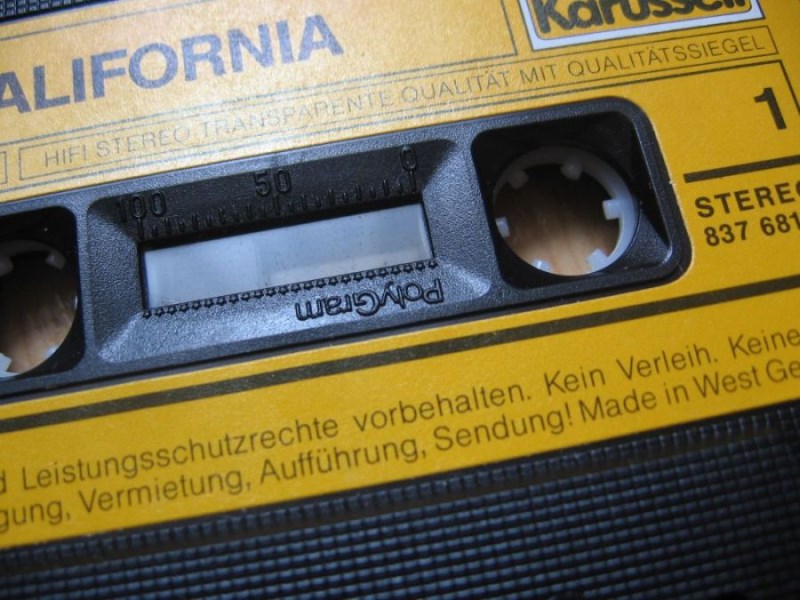 Karussell
ALIFORNIA
HIFI STEREO, TRANSPARENTE QUALITÄT MIT QUALITÄTSSIEGEL
1
100 50 0
STEREO
837 681
PolyGram
d Leistungsschutzrechte vorbehalten. Kein Verleih. Keine
gung, Vermietung, Aufführung, Sendung! Made in West Ge